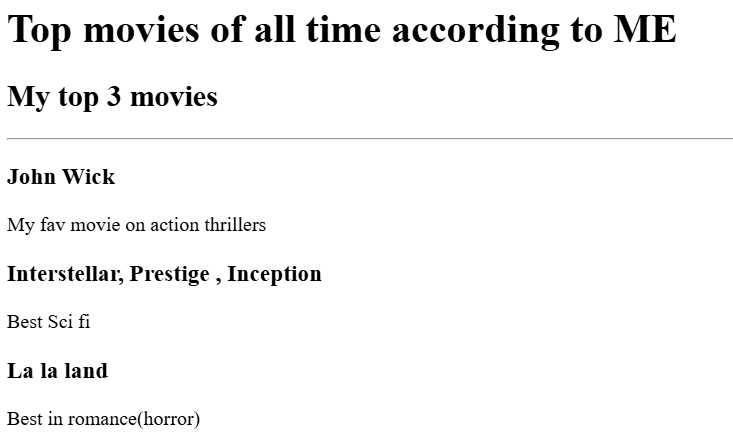 Top movies of all time according to ME
My top 3 movies
John Wick
My fav movie on action thrillers
Interstellar, Prestige , Inception
Best Sci fi
La la land
Best in romance(horror)